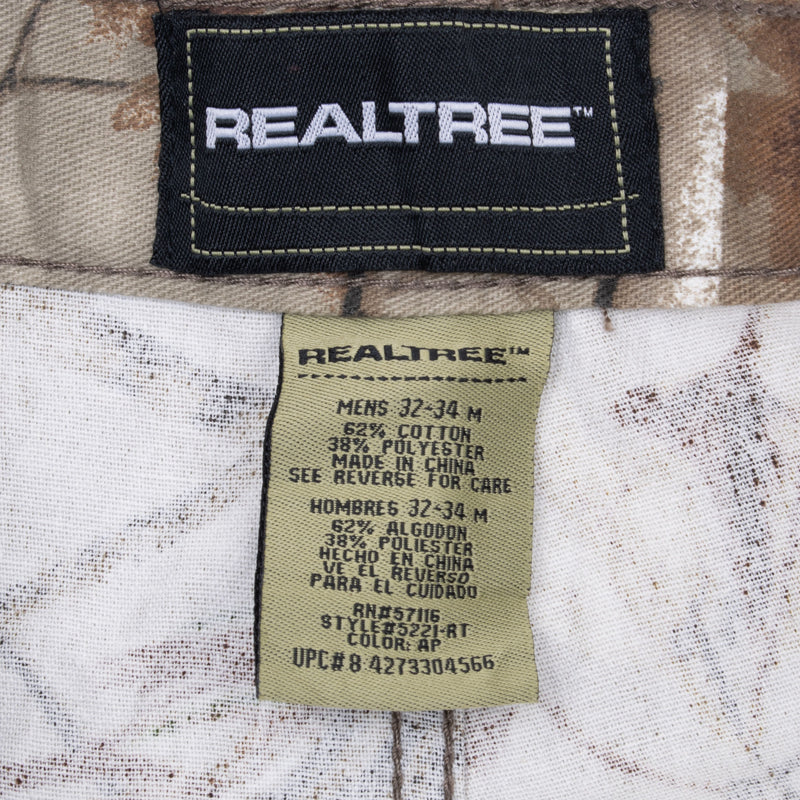 REALTREE™
REALTREE™
MENS 32-34 M
62% COTTON
38% POLYESTER
MADE IN CHINA
SEE REVERSE FOR CARE
HOMBRES 32-34 M
62% ALGODON
38% POLIESTER
HECHO EN CHINA
VE EL REVERSO
PARA EL CUIDADO
RN#57116
STYLE#5221-RT
COLOR: AP
UPC# 8 4273304566